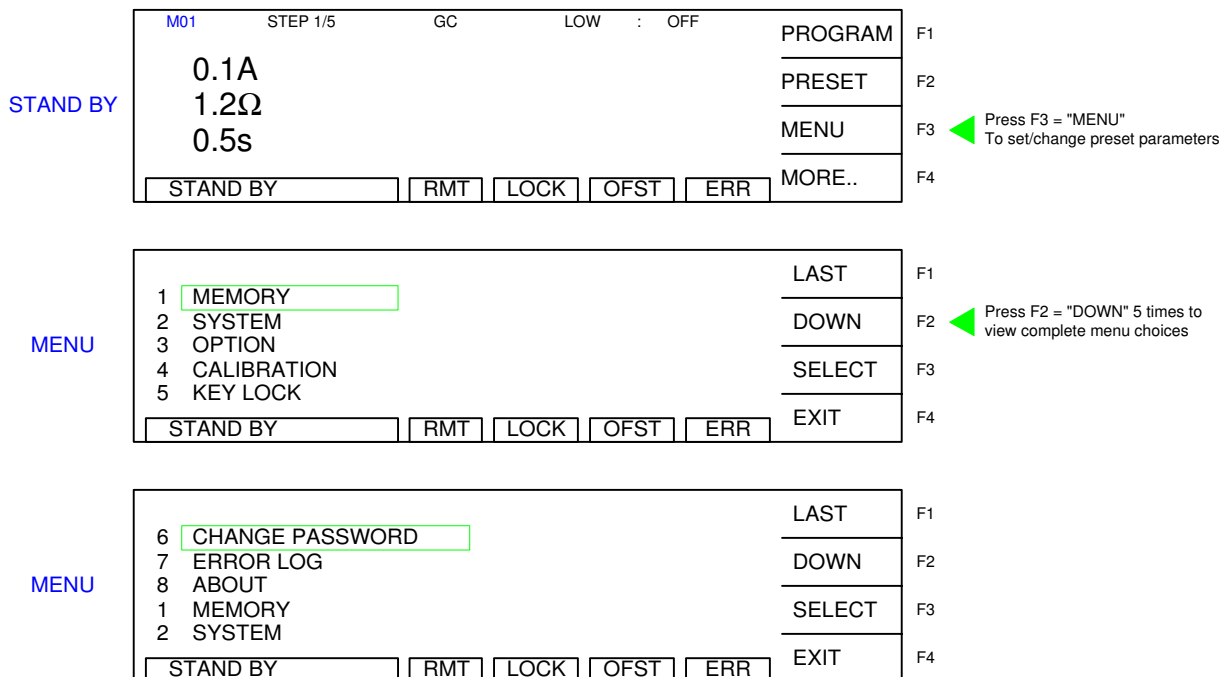 M01 STEP 1/5 GC LOW : OFF
PROGRAM F1
0.1A
PRESET F2
STAND BY
1.2Ω
MENU F3
Press F3 = "MENU"
To set/change preset parameters
0.5s
MORE.. F4
STAND BY RMT LOCK OFST ERR
LAST F1
1 MEMORY
2 SYSTEM
DOWN F2
Press F2 = "DOWN" 5 times to
view complete menu choices
MENU
3 OPTION
4 CALIBRATION
SELECT F3
5 KEY LOCK
EXIT F4
STAND BY RMT LOCK OFST ERR
LAST F1
6 CHANGE PASSWORD
7 ERROR LOG
DOWN F2
MENU
8 ABOUT
1 MEMORY
SELECT F3
2 SYSTEM
EXIT F4
STAND BY RMT LOCK OFST ERR